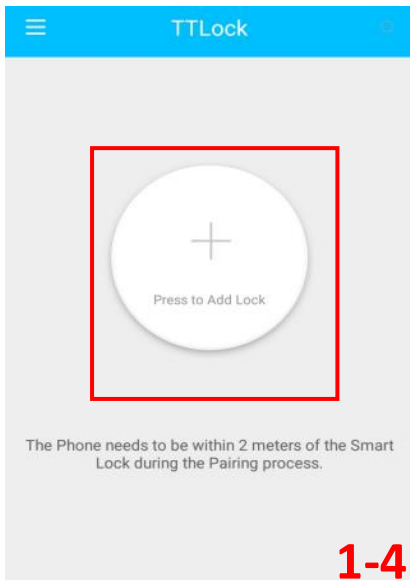 TTLock
Press to Add Lock
The Phone needs to be within 2 meters of the Smart
Lock during the Pairing process.
1-4